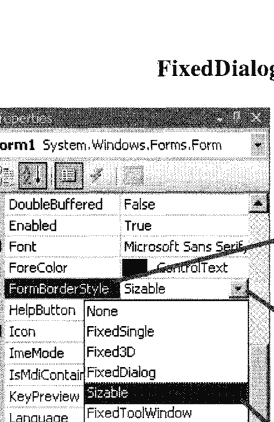 FixedDialog
Properties
orm1 System.Windows.Forms.Form
DoubleBuffered False
Enabled True
Font Microsoft Sans Serif,
ForeColor ControlText
FormBorderStyle Sizable
HelpButton None
Icon FixedSingle
ImeMode Fixed3D
IsMdiContain FixedDialog
KeyPreview Sizable
Language FixedToolWindow